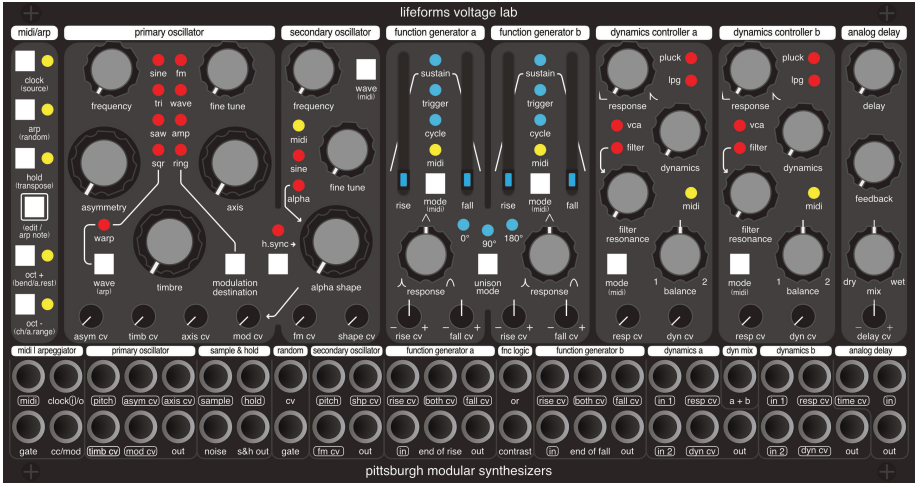 lifeforms voltage lab
midi/arp primary oscillator secondary oscillator function generator a function generator b dynamics controller a dynamics controller b analog delay
clock
(source)
arp
(random)
hold
(transpose)
(edit /
arp note)
oct +
(bend/a.rest)
oct -
(ch/a.range)
frequency
sine fm
tri wave
saw amp
sqr ring
fine tune
asymmetry
axis
warp
wave
(arp)
timbre
modulation
destination
asym cv timb cv axis cv mod cv
frequency
wave
(midi)
midi
sine
alpha
fine tune
h.sync
alpha shape
fm cv shape cv
sustain
trigger
cycle
midi
rise
mode
(midi)
fall
response
- + - +
rise cv fall cv
0° 90° 180°
unison
mode
sustain
trigger
cycle
midi
rise
mode
(midi)
fall
response
- + - +
rise cv fall cv
response
pluck
lpg
vca
filter
dynamics
filter
resonance
midi
mode
(midi)
1 2
balance
resp cv dyn cv
response
pluck
lpg
vca
filter
dynamics
filter
resonance
midi
mode
(midi)
1 2
balance
resp cv dyn cv
delay
feedback
dry wet
mix
- +
delay cv
midi I arpeggiator primary oscillator sample & hold random secondary oscillator function generator a fnc logic function generator b dynamics a dyn mix dynamics b analog delay
midi clock(i)/o pitch asym cv axis cv sample hold cv pitch shp cv rise cv both cv fall cv or rise cv both cv fall cv in 1 resp cv a + b in 1 resp cv time cv in
gate cc/mod timb cv mod cv out noise s&h out gate fm cv out in end of rise out contrast in end of fall out in 2 dyn cv out in 2 dyn cv out out
pittsburgh modular synthesizers